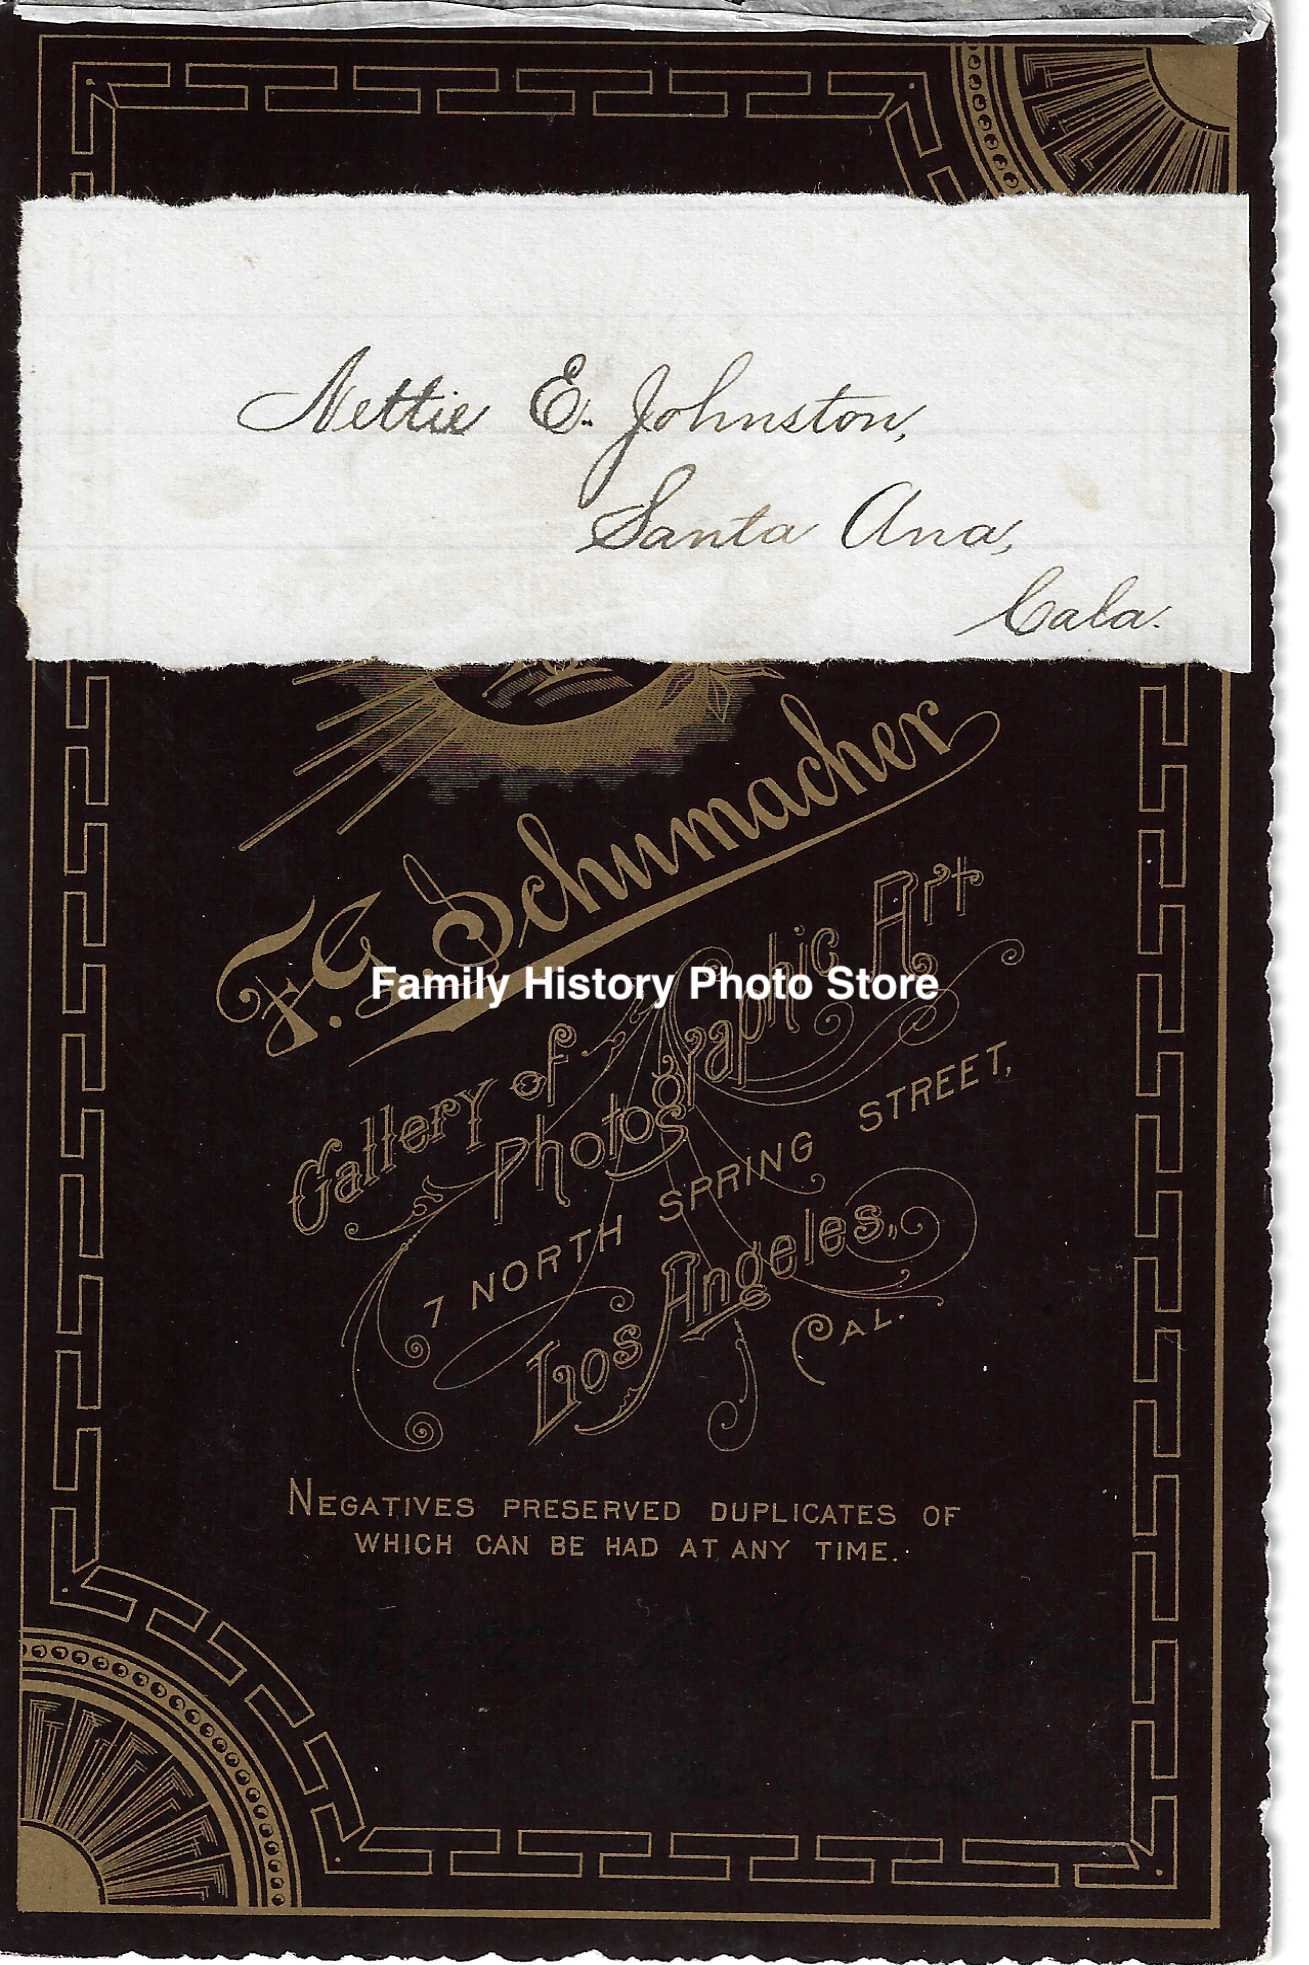 Nettie E. Johnston,
Santa Ana,
Cala.
F. G. Schumacher
Family History Photo Store
Gallery of
Photographic Art
7 NORTH SPRING STREET,
Los Angeles,
CAL.
NEGATIVES PRESERVED DUPLICATES OF
WHICH CAN BE HAD AT ANY TIME.